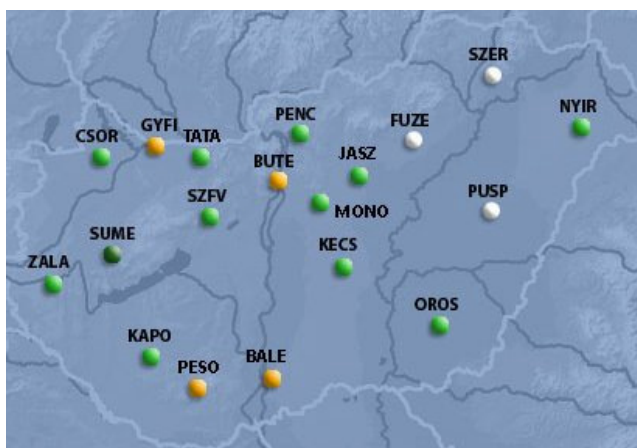 SZER
NYIR
PENC
FUZE
GYFI
CSOR
TATA
JASZ
BUTE
PUSP
SZFV
MONO
SUME
KECS
ZALA
OROS
KAPO
BALE
PESO